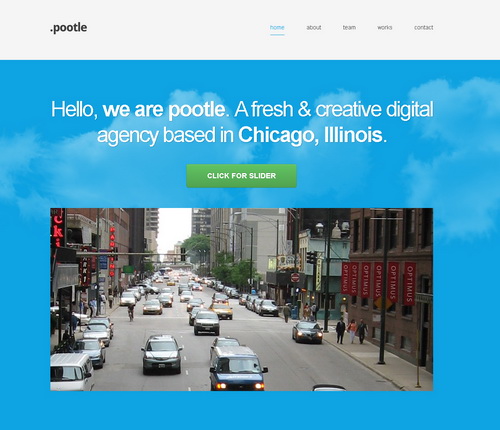 .pootle
home about team works contact
Hello, we are pootle. A fresh & creative digital
agency based in Chicago, Illinois.
CLICK FOR SLIDER
OPTIMUS OPTIMUS OPTIMUS OPTIMUS OPTIMUS